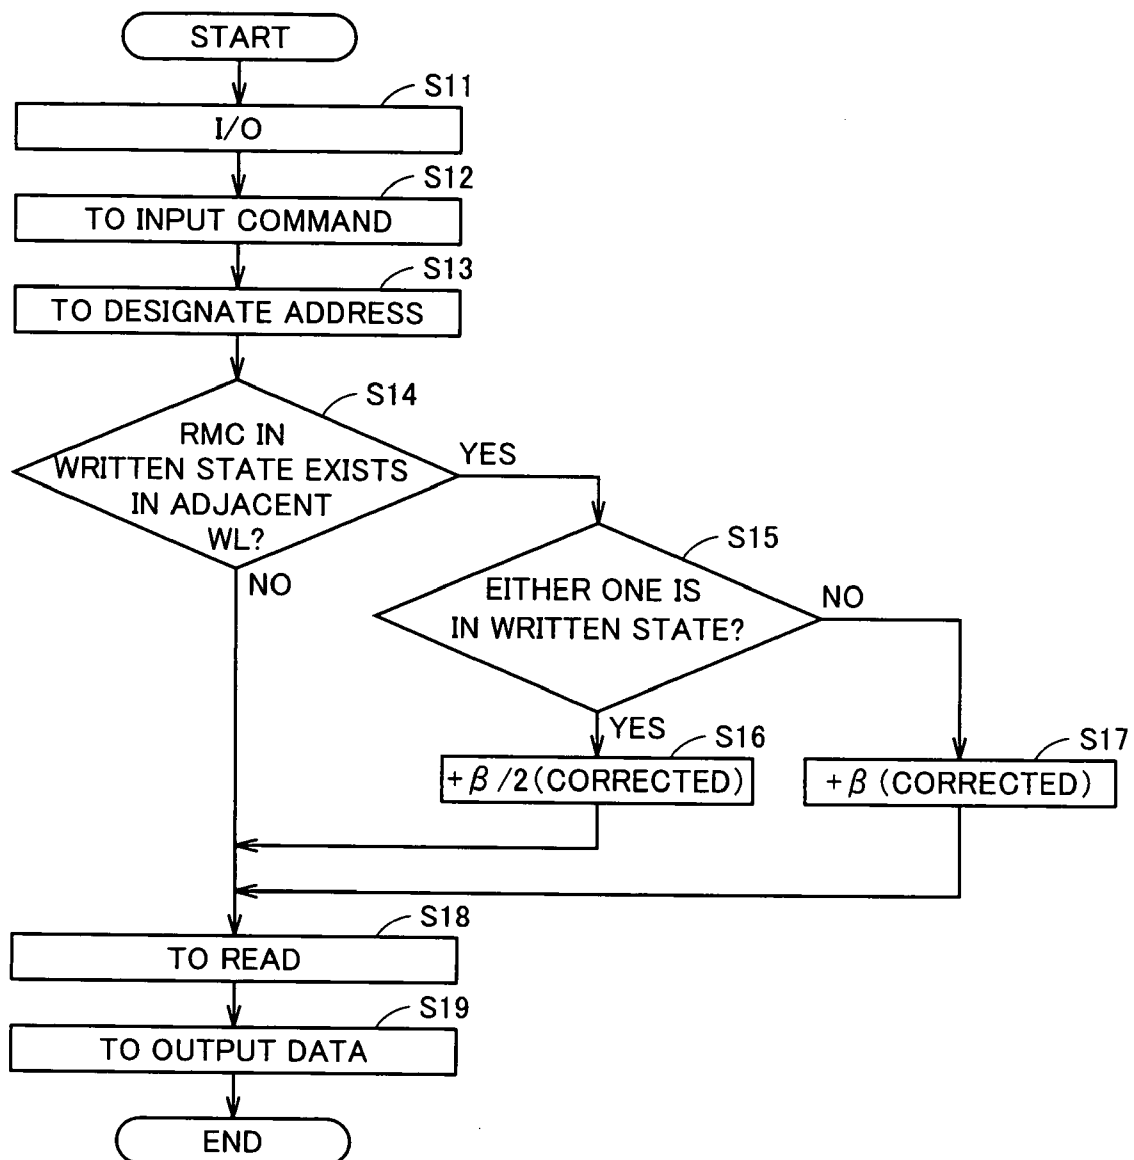 START
S11
I/O
S12
TO INPUT COMMAND
S13
TO DESIGNATE ADDRESS
S14
RMC IN
WRITTEN STATE EXISTS
IN ADJACENT
WL?
YES
NO
S15
EITHER ONE IS
IN WRITTEN STATE?
NO
YES
S16
+β/2(CORRECTED)
S17
+β (CORRECTED)
S18
TO READ
S19
TO OUTPUT DATA
END